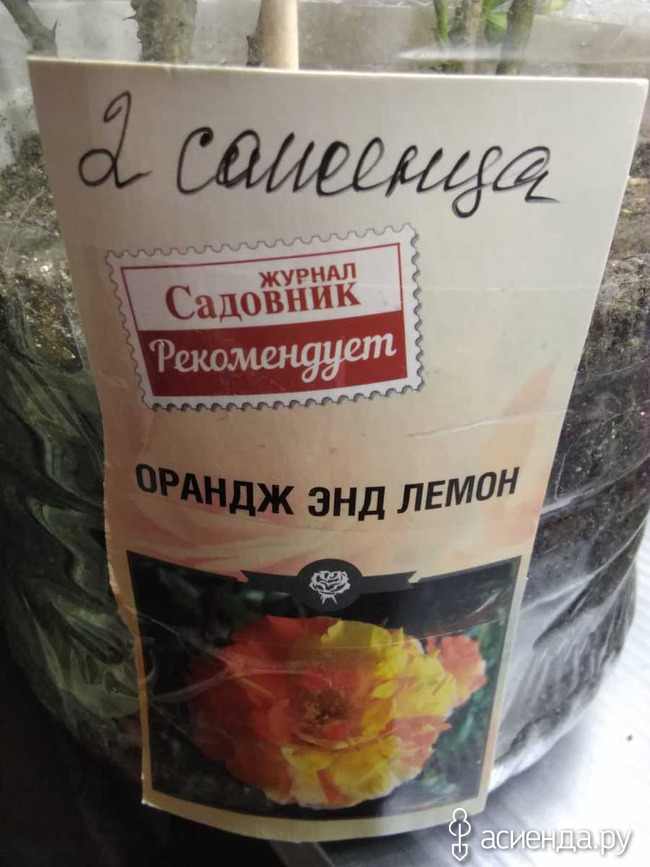 2 саженца
ЖУРНАЛ
Садовник
Рекомендует
ОРАНДЖ ЭНД ЛЕМОН
асиенда.ру